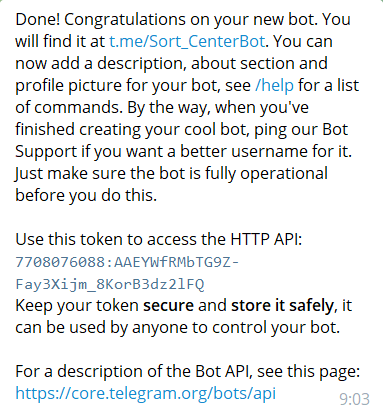 Done! Congratulations on your new bot. You
will find it at t.me/Sort_CenterBot. You can
now add a description, about section and
profile picture for your bot, see /help for a list
of commands. By the way, when you've
finished creating your cool bot, ping our Bot
Support if you want a better username for it.
Just make sure the bot is fully operational
before you do this.
Use this token to access the HTTP API:
7708076088:AAEYWfRMbTG9Z-
Fay3Xijm_8KorB3dz2lFQ
Keep your token secure and store it safely, it
can be used by anyone to control your bot.
For a description of the Bot API, see this page:
https://core.telegram.org/bots/api
9:03